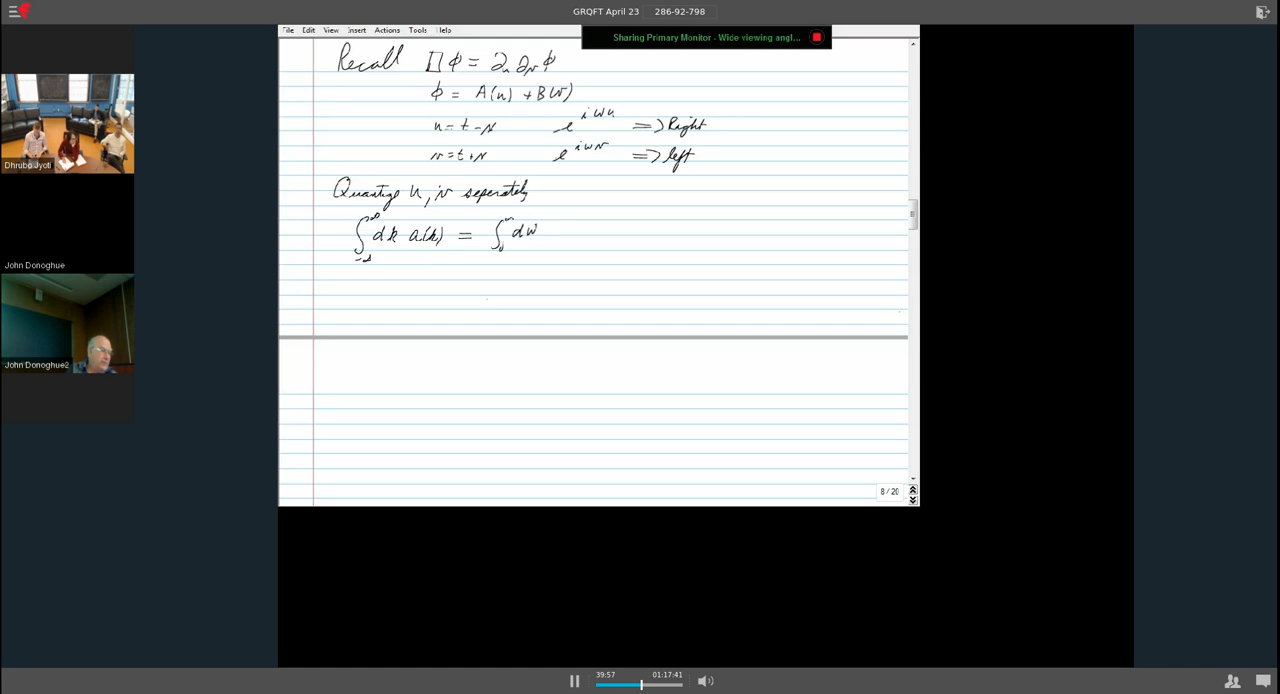 GRQFT April 23 286-92-798
File Edit View Insert Actions Tools Help
Sharing Primary Monitor - Wide viewing angl...
Recall □ φ = ∂u ∂v φ
φ = A(u) + B(v)
u = t - r e^{iωu} ⇒ Right
v = t + r e^{iωv} ⇒ left
Quantize u, v seperately
∫_{-∞}^{∞} dk a(k) = ∫_{0}^{∞} dω
Dhrubo Jyoti
John Donoghue
John Donoghue2
8 / 20
39:57 01:17:41